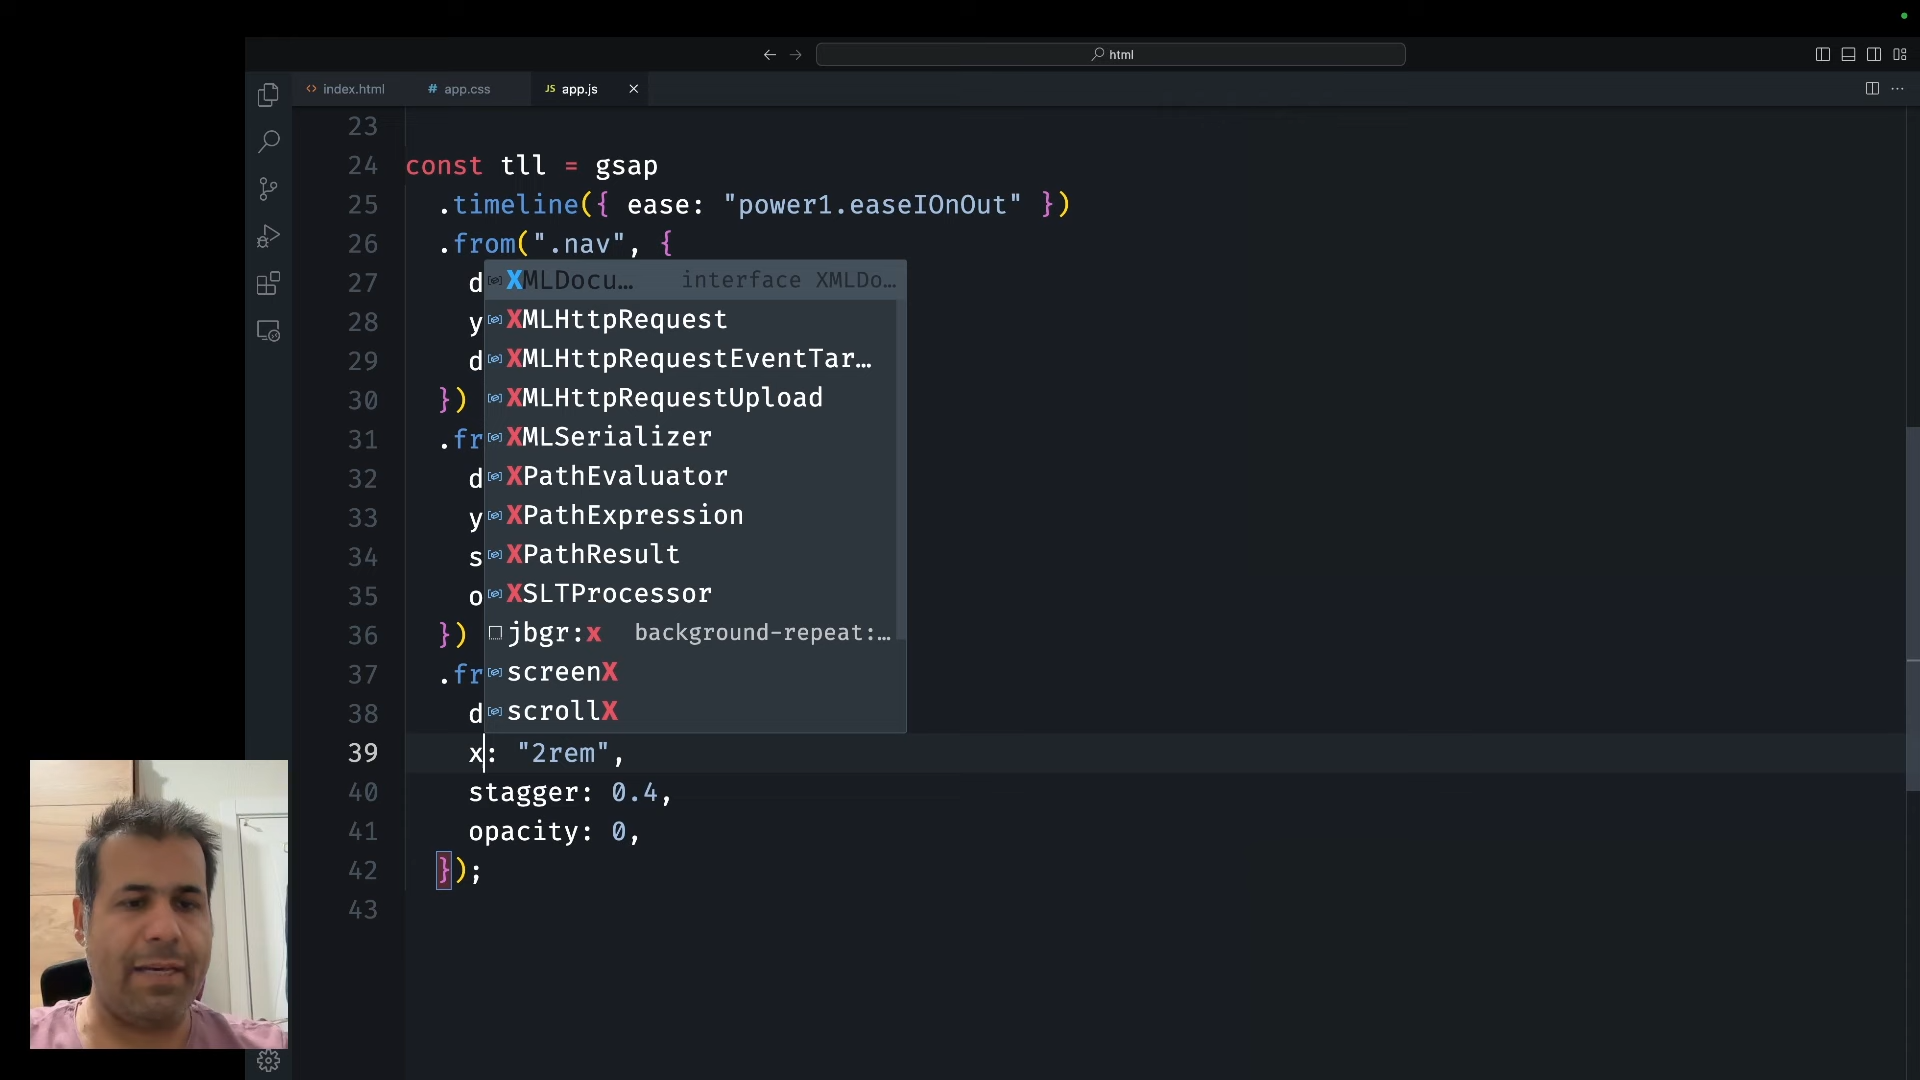 html
index.html
# app.css
JS app.js
23
24 const tll = gsap
25 .timeline({ ease: "power1.easeIOnOut" })
26 .from(".nav", {
27 d
28 y
29 d
30 })
31 .fr
32 d
33 y
34 s
35 o
36 })
37 .fr
38 d
XMLDocu… interface XMLDo…
XMLHttpRequest
XMLHttpRequestEventTar…
XMLHttpRequestUpload
XMLSerializer
XPathEvaluator
XPathExpression
XPathResult
XSLTProcessor
jbgr:x background-repeat:…
screenX
scrollX
39 x: "2rem",
40 stagger: 0.4,
41 opacity: 0,
42 });
43